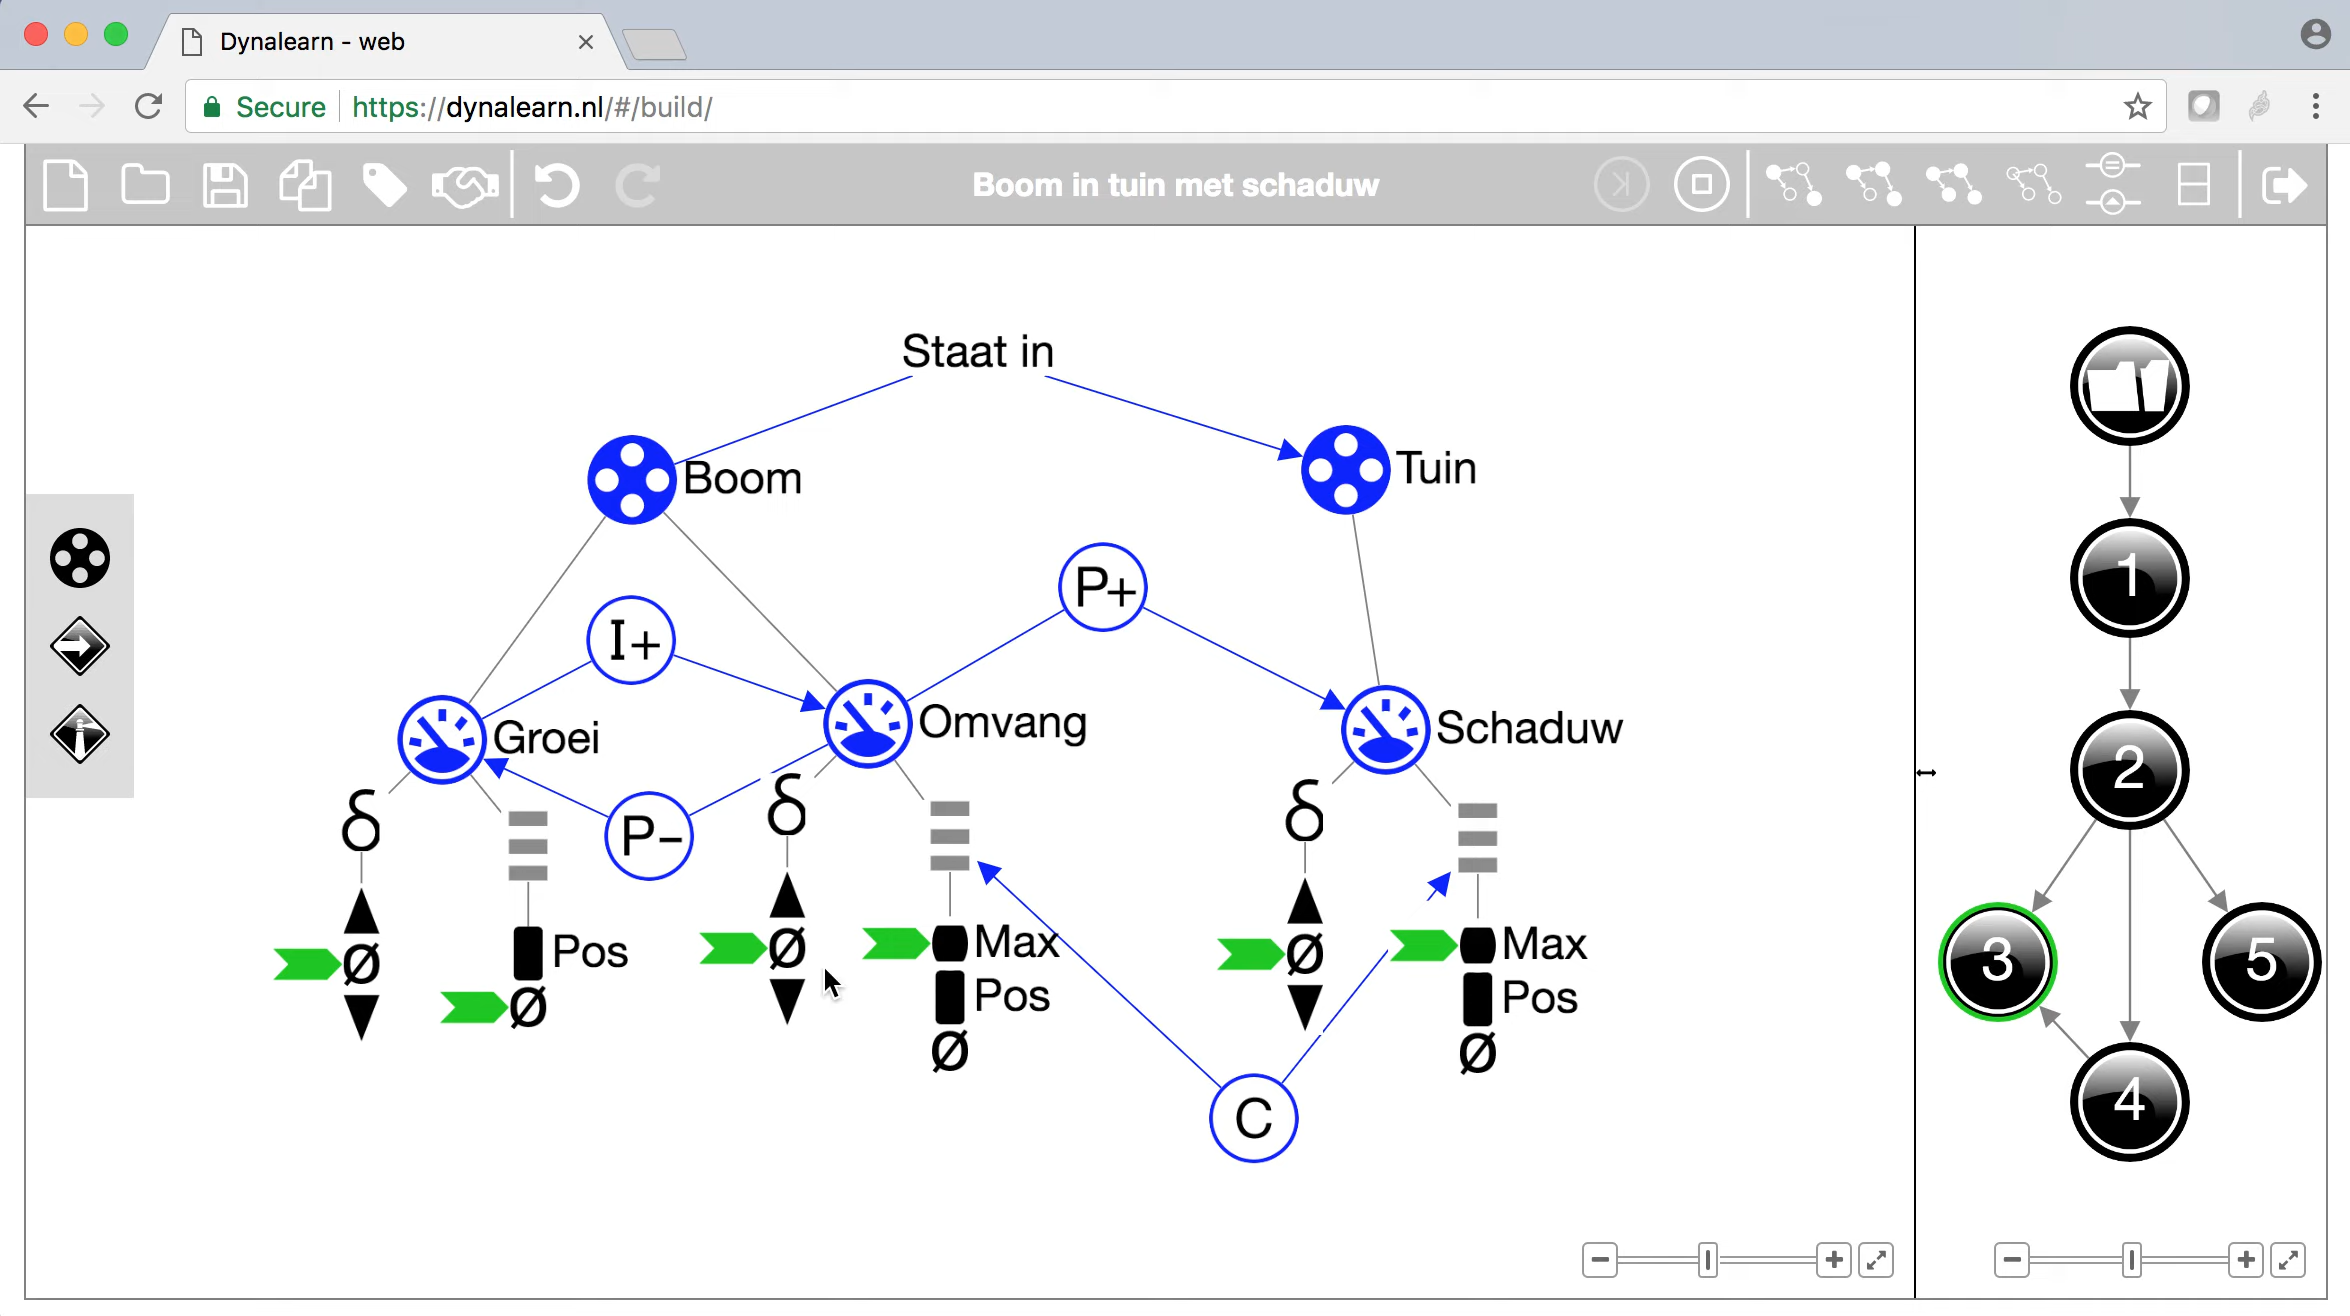 Dynalearn - web
Secure
https://dynalearn.nl/#/build/
Boom in tuin met schaduw
Staat in
Boom
Tuin
P+
I+
Groei
Omvang
Schaduw
P-
δ
δ
δ
Ø
Pos
Ø
Ø
Max
Pos
Ø
Ø
Max
Pos
Ø
C
1
2
3
5
4